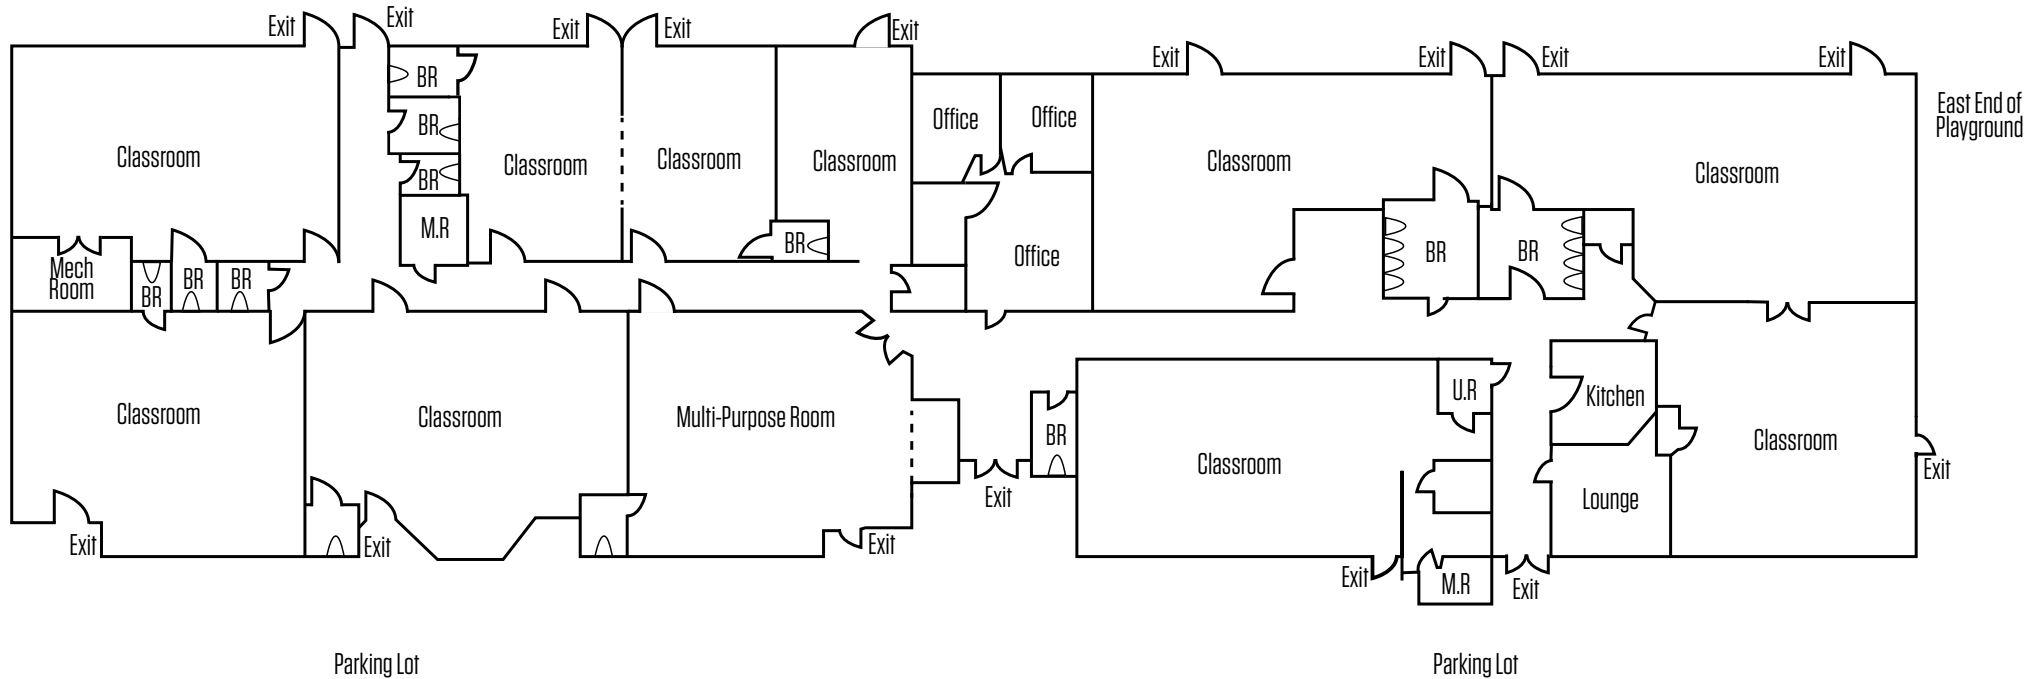 Exit
Exit
Exit
Exit
Exit
Exit
Exit
Exit
Exit
BR
BR
BR
M.R
Classroom
Classroom
Classroom
Classroom
BR
Office
Office
Office
Classroom
Classroom
East End of
Playground
BR
BR
Mech
Room
BR
BR
BR
Classroom
Classroom
Multi-Purpose Room
BR
Classroom
U.R
Kitchen
Classroom
Lounge
Exit
Exit
Exit
Exit
Exit
Exit
M.R
Exit
Parking Lot
Parking Lot